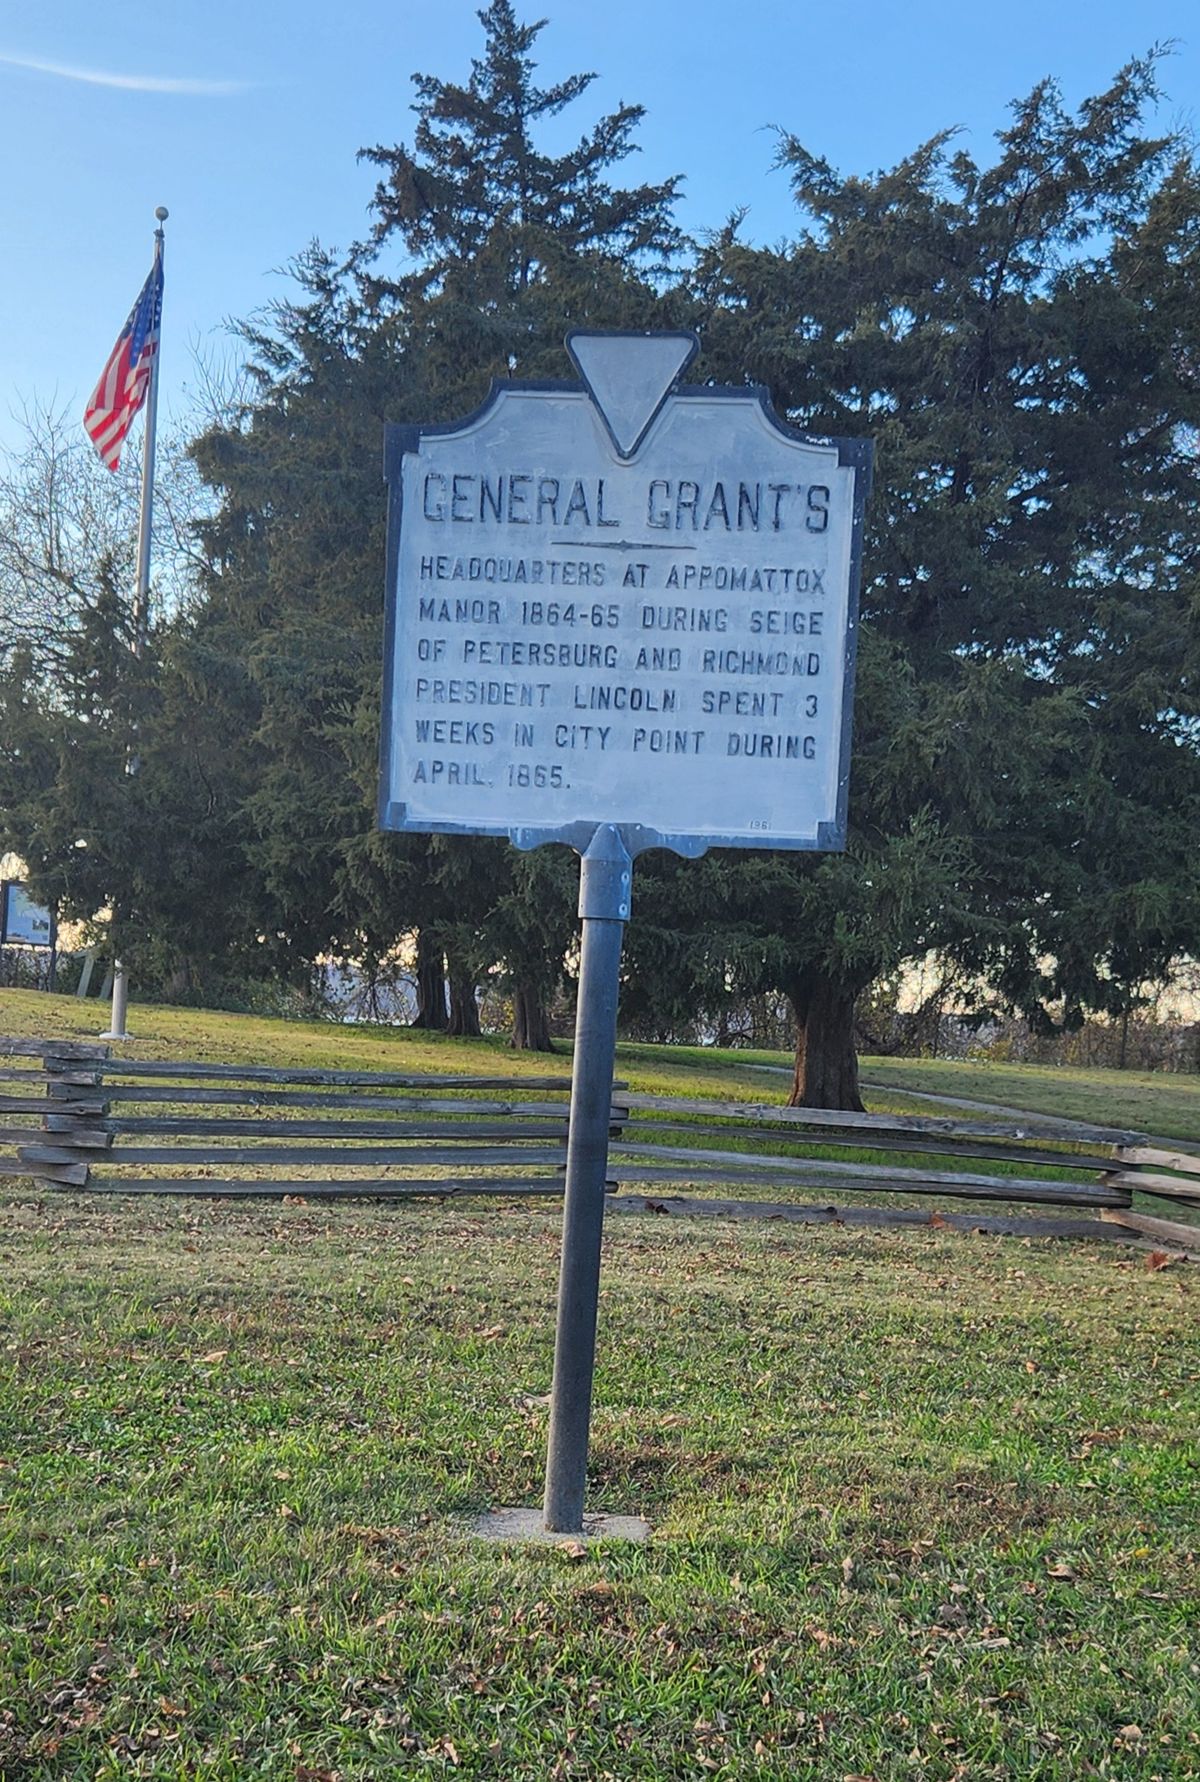 GENERAL GRANT'S
HEADQUARTERS AT APPOMATTOX
MANOR 1864-65 DURING SEIGE
OF PETERSBURG AND RICHMOND
PRESIDENT LINCOLN SPENT 3
WEEKS IN CITY POINT DURING
APRIL, 1865.
1961